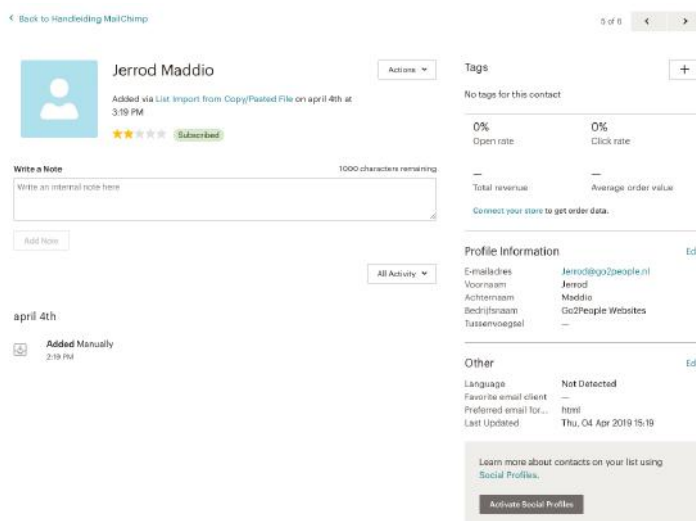 Back to Handleiding MailChimp
5 of 6
Jerrod Maddio
Actions
Added via List Import from Copy/Pasted File on april 4th at
3:19 PM
Subscribed
Write a Note
1000 characters remaining
Write an internal note here
Add Note
All Activity
april 4th
Added Manually
2:19 PM
Tags
No tags for this contact
0%
Open rate
0%
Click rate
—
Total revenue
—
Average order value
Connect your store to get order data.
Profile Information
Ed
E-mailadres Jerrod@go2people.nl
Voornaam Jerrod
Achternaam Maddio
Bedrijfsnaam Go2People Websites
Tussenvoegsel —
Other
Ed
Language Not Detected
Favorite email client —
Preferred email for... html
Last Updated Thu, 04 Apr 2019 15:19
Learn more about contacts on your list using
Social Profiles.
Activate Social Profiles